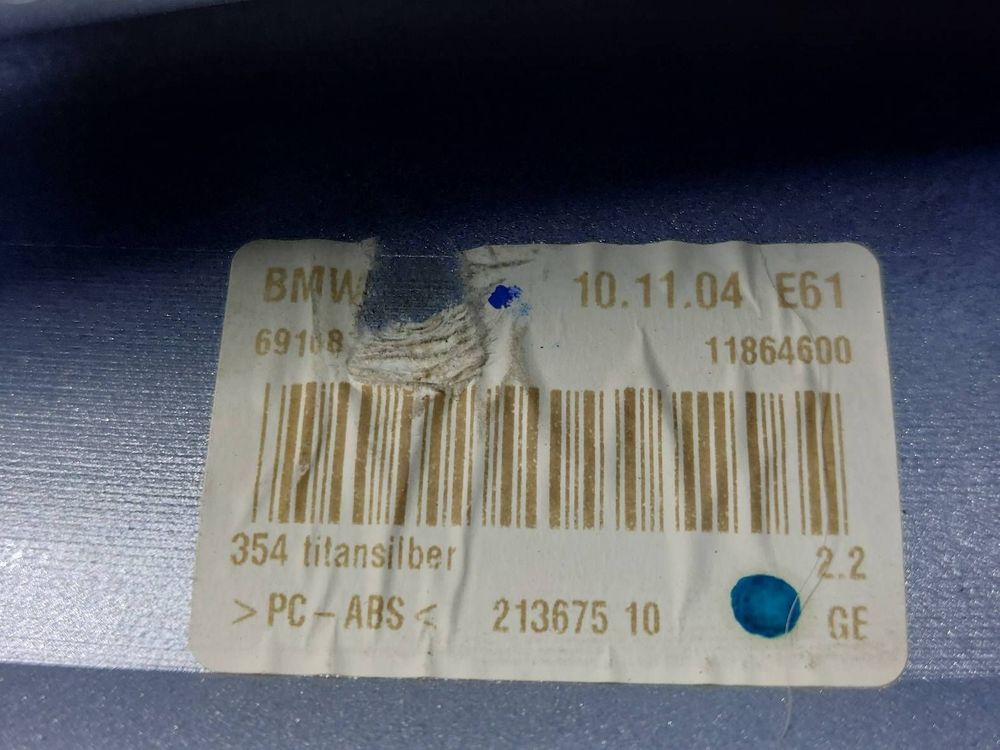 BMW 10.11.04 E61
11864600
354 titansilber 2.2
>PC-ABS< 213675 10 GE